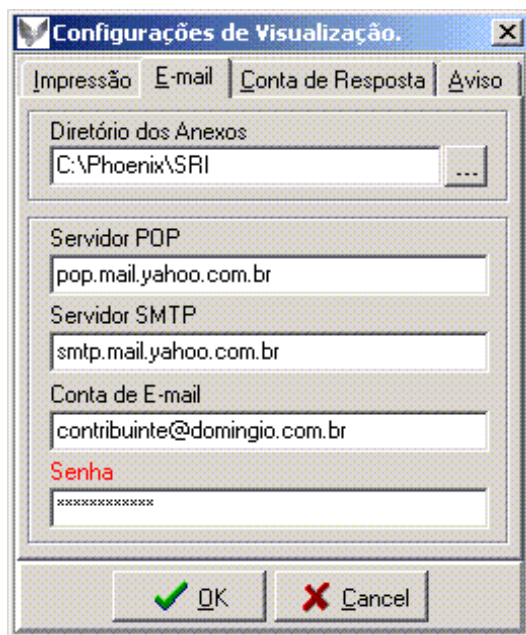 Configurações de Visualização.
Impressão E-mail Conta de Resposta Aviso
Diretório dos Anexos
C:\Phoenix\SRI ...
Servidor POP
pop.mail.yahoo.com.br
Servidor SMTP
smtp.mail.yahoo.com.br
Conta de E-mail
contribuinte@domingio.com.br
Senha
************
OK Cancel